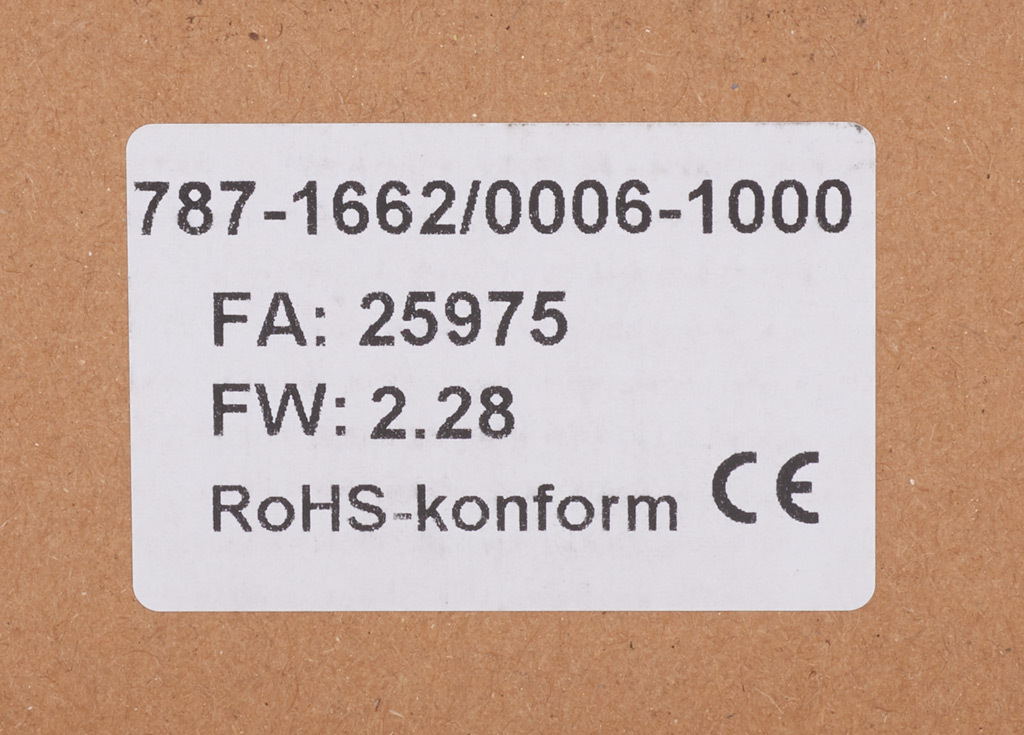 787-1662/0006-1000
FA: 25975
FW: 2.28
RoHS-konform CE